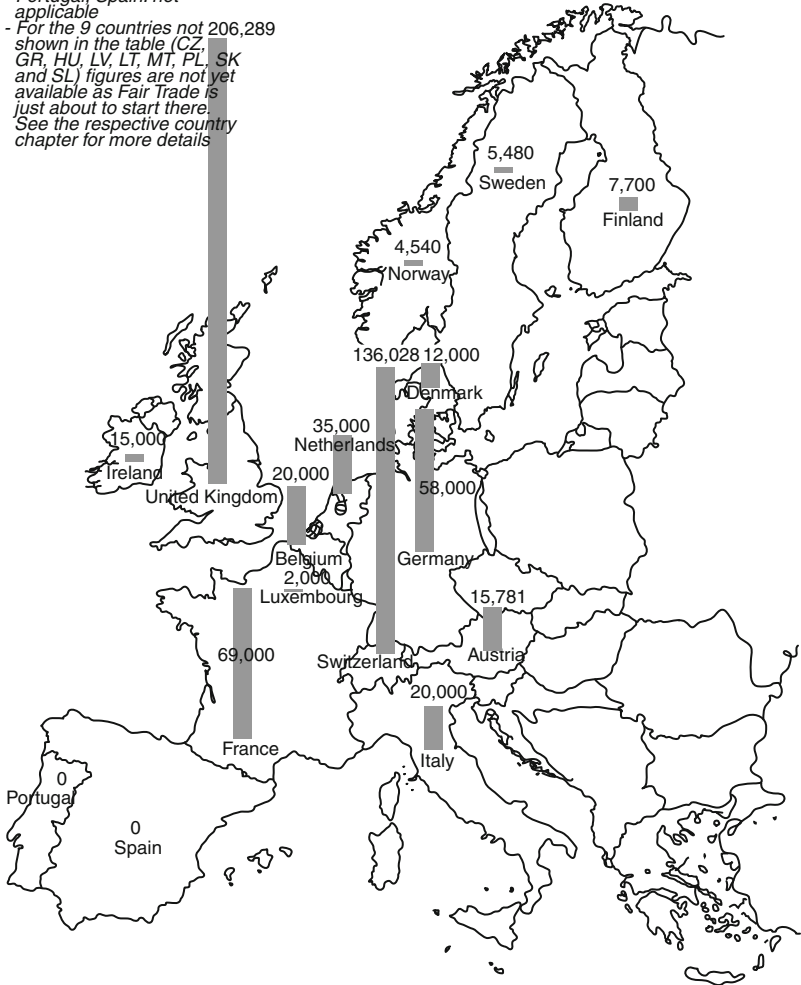 Portugal, Spain: not
applicable
- For the 9 countries not
shown in the table (CZ,
GR, HU, LV, LT, MT, PL, SK
and SL) figures are not yet
available as Fair Trade is
just about to start there.
See the respective country
chapter for more details
206,289
5,480
Sweden
7,700
Finland
4,540
Norway
136,028
12,000
Denmark
35,000
Netherlands
15,000
Ireland
20,000
58,000
United Kingdom
Belgium
Germany
2,000
Luxembourg
15,781
69,000
Switzerland
Austria
20,000
France
Italy
0
Portugal
0
Spain